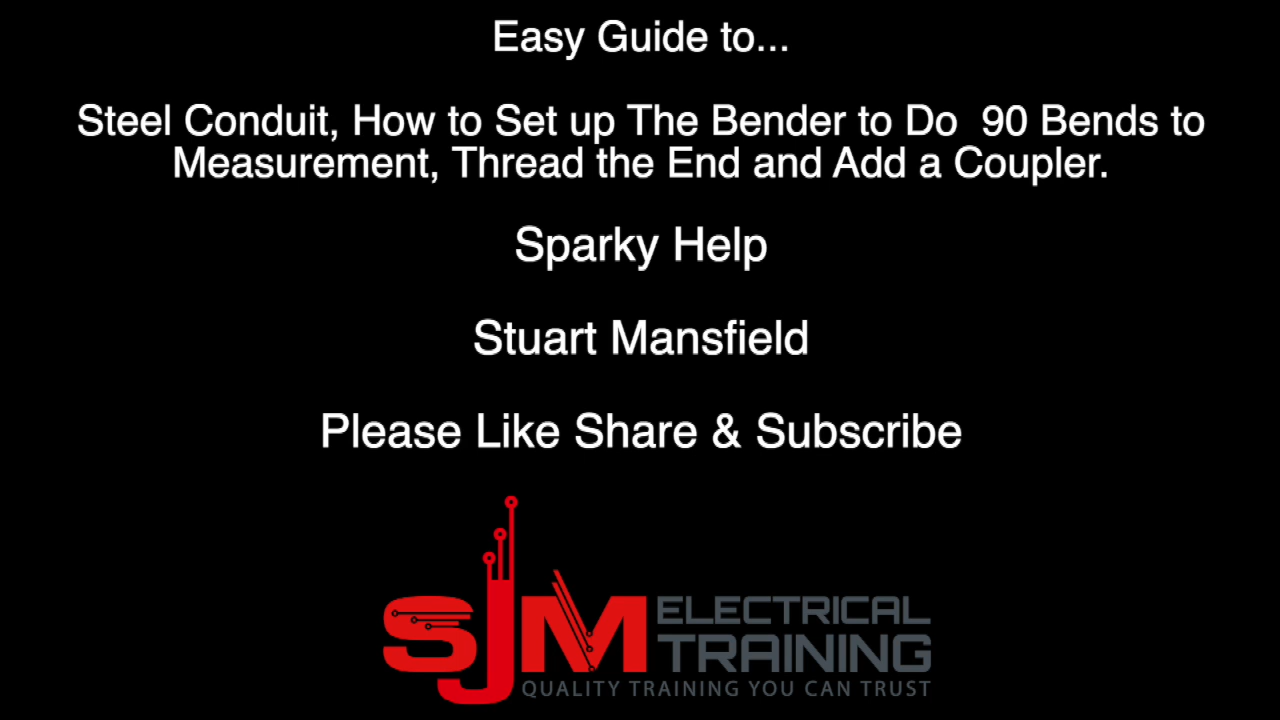 Easy Guide to...
Steel Conduit, How to Set up The Bender to Do  90 Bends to
Measurement, Thread the End and Add a Coupler.
Sparky Help
Stuart Mansfield
Please Like Share & Subscribe
SJM ELECTRICAL
TRAINING
QUALITY TRAINING YOU CAN TRUST